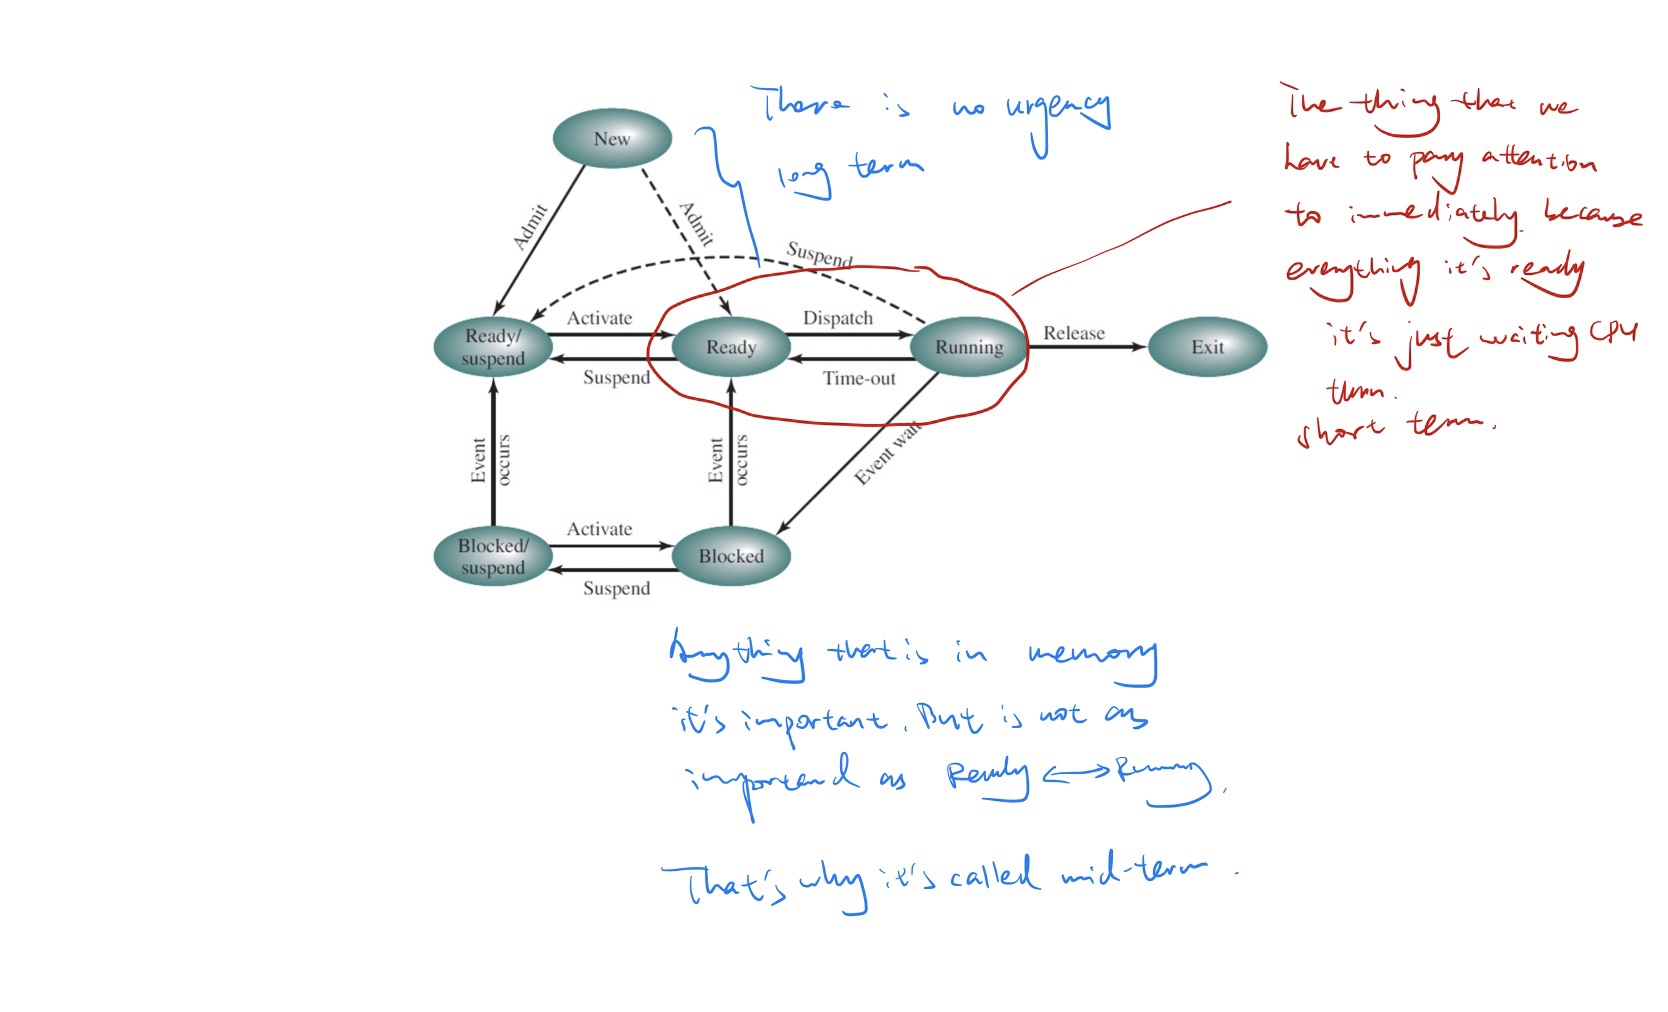 There is no urgency
long term
The thing that we
have to pay attention
to immediately because
everything it's ready
it's just waiting CPU
turn.
short term.
New
Admit
Admit
Suspend
Ready/
suspend
Activate
Suspend
Ready
Dispatch
Time-out
Running
Release
Exit
Event
occurs
Event
occurs
Event wait
Blocked/
suspend
Activate
Suspend
Blocked
Anything that is in memory
it's important. But is not as
importand as Ready ⟷ Running.
That's why it's called mid-term.